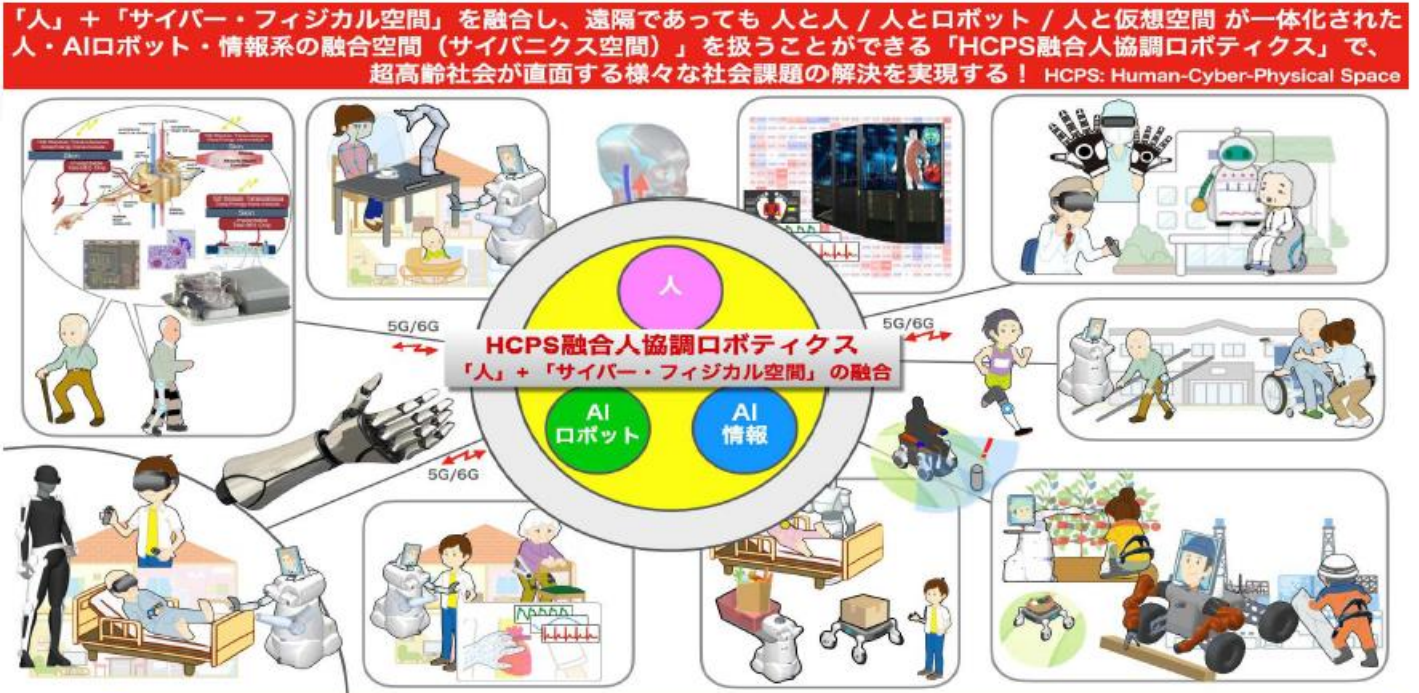 「人」+「サイバー・フィジカル空間」を融合し、遠隔であっても 人と人 / 人とロボット / 人と仮想空間 が一体化された
人・AIロボット・情報系の融合空間（サイバニクス空間）」を扱うことができる「HCPS融合人協調ロボティクス」で、
超高齢社会が直面する様々な社会課題の解決を実現する！ HCPS: Human-Cyber-Physical Space
Skin
Skin
Skin
人
5G/6G
5G/6G
HCPS融合人協調ロボティクス
「人」+「サイバー・フィジカル空間」の融合
AI
ロボット
AI
情報
!
5G/6G